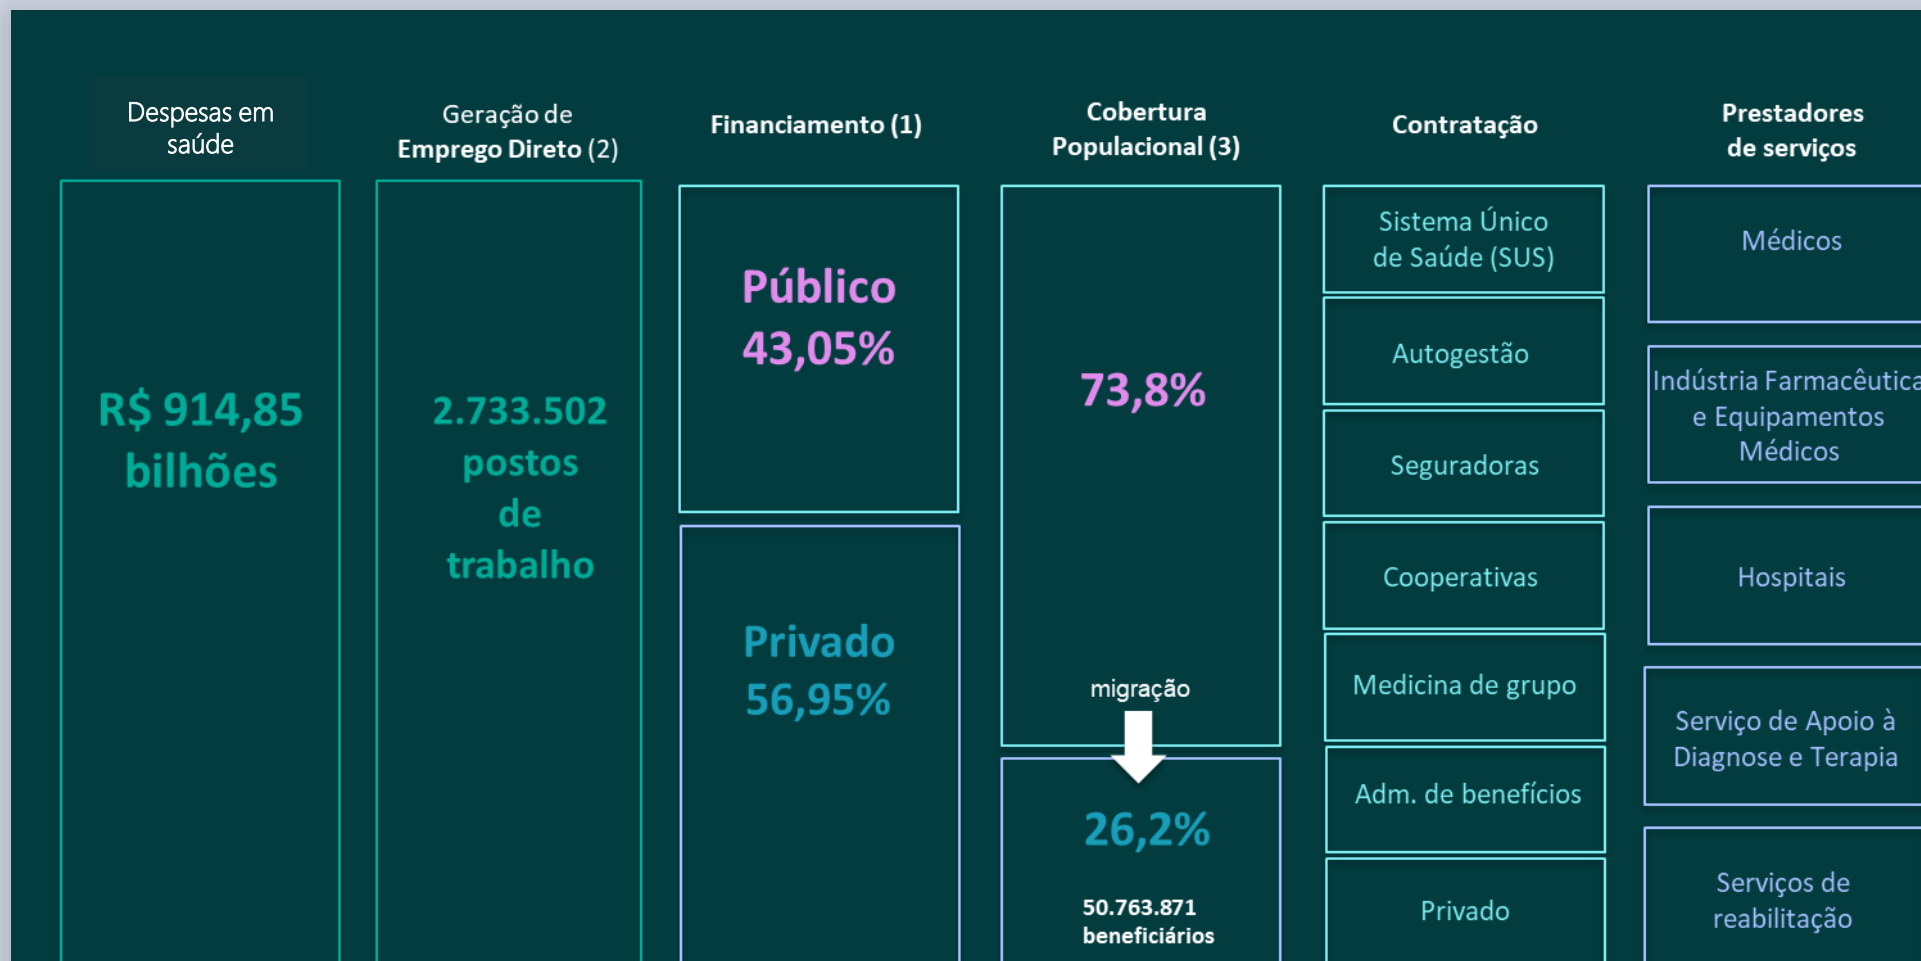 Despesas em
saúde
R$ 914,85
bilhões
Geração de
Emprego Direto (2)
2.733.502
postos
de
trabalho
Financiamento (1)
Público
43,05%
Privado
56,95%
Cobertura
Populacional (3)
73,8%
migração
26,2%
50.763.871
beneficiários
Contratação
Sistema Único
de Saúde (SUS)
Autogestão
Seguradoras
Cooperativas
Medicina de grupo
Adm. de benefícios
Privado
Prestadores
de serviços
Médicos
Indústria Farmacêutica
e Equipamentos
Médicos
Hospitais
Serviço de Apoio à
Diagnose e Terapia
Serviços de
reabilitação